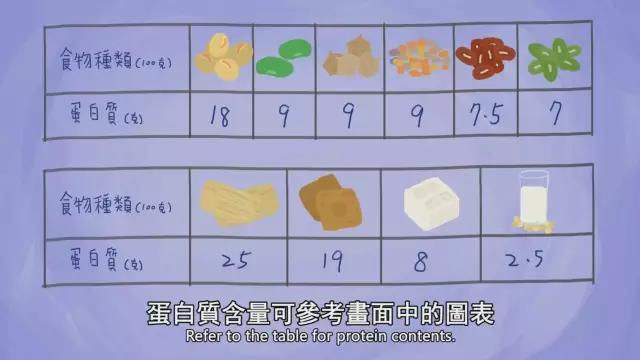 食物種類(100克)
蛋白質(克) 18 9 9 9 7.5 7
食物種類(100克)
蛋白質(克) 25 19 8 2.5
蛋白質含量可參考畫面中的圖表
Refer to the table for protein contents.